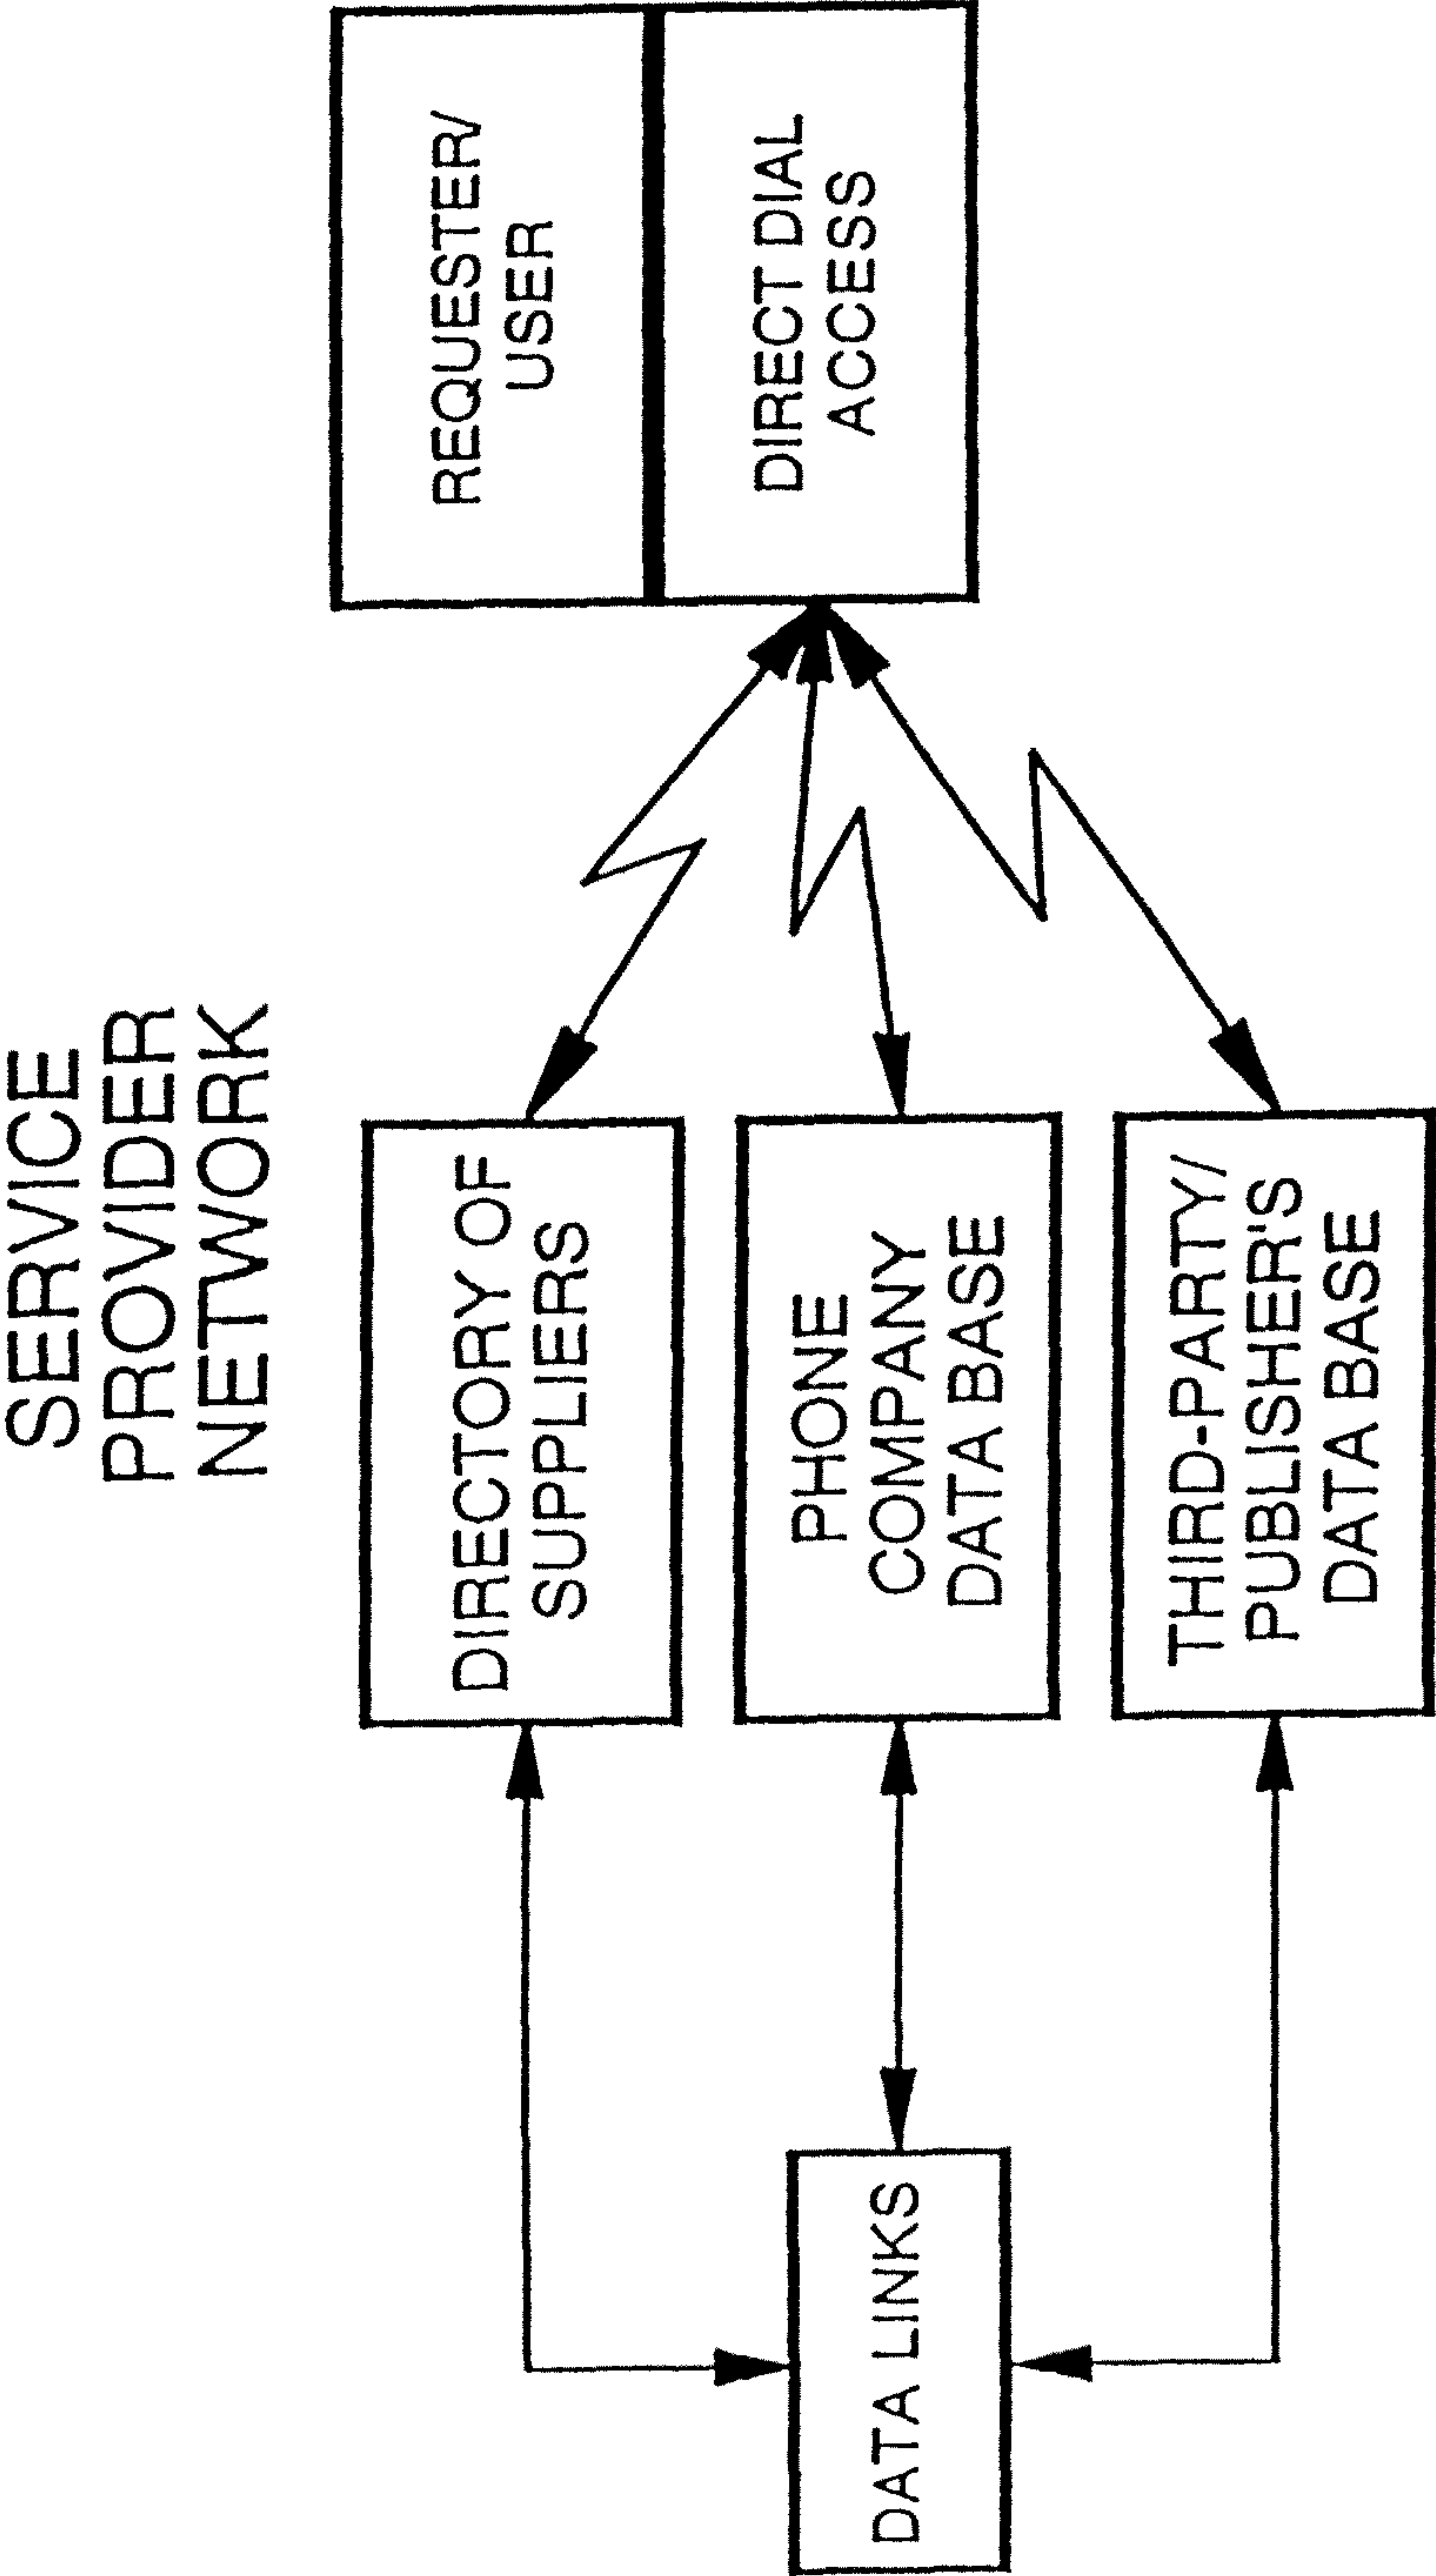 SERVICE
PROVIDER
NETWORK
REQUESTER/
USER
DIRECT DIAL
ACCESS
DIRECTORY OF
SUPPLIERS
PHONE
COMPANY
DATA BASE
THIRD-PARTY/
PUBLISHER'S
DATA BASE
DATA LINKS